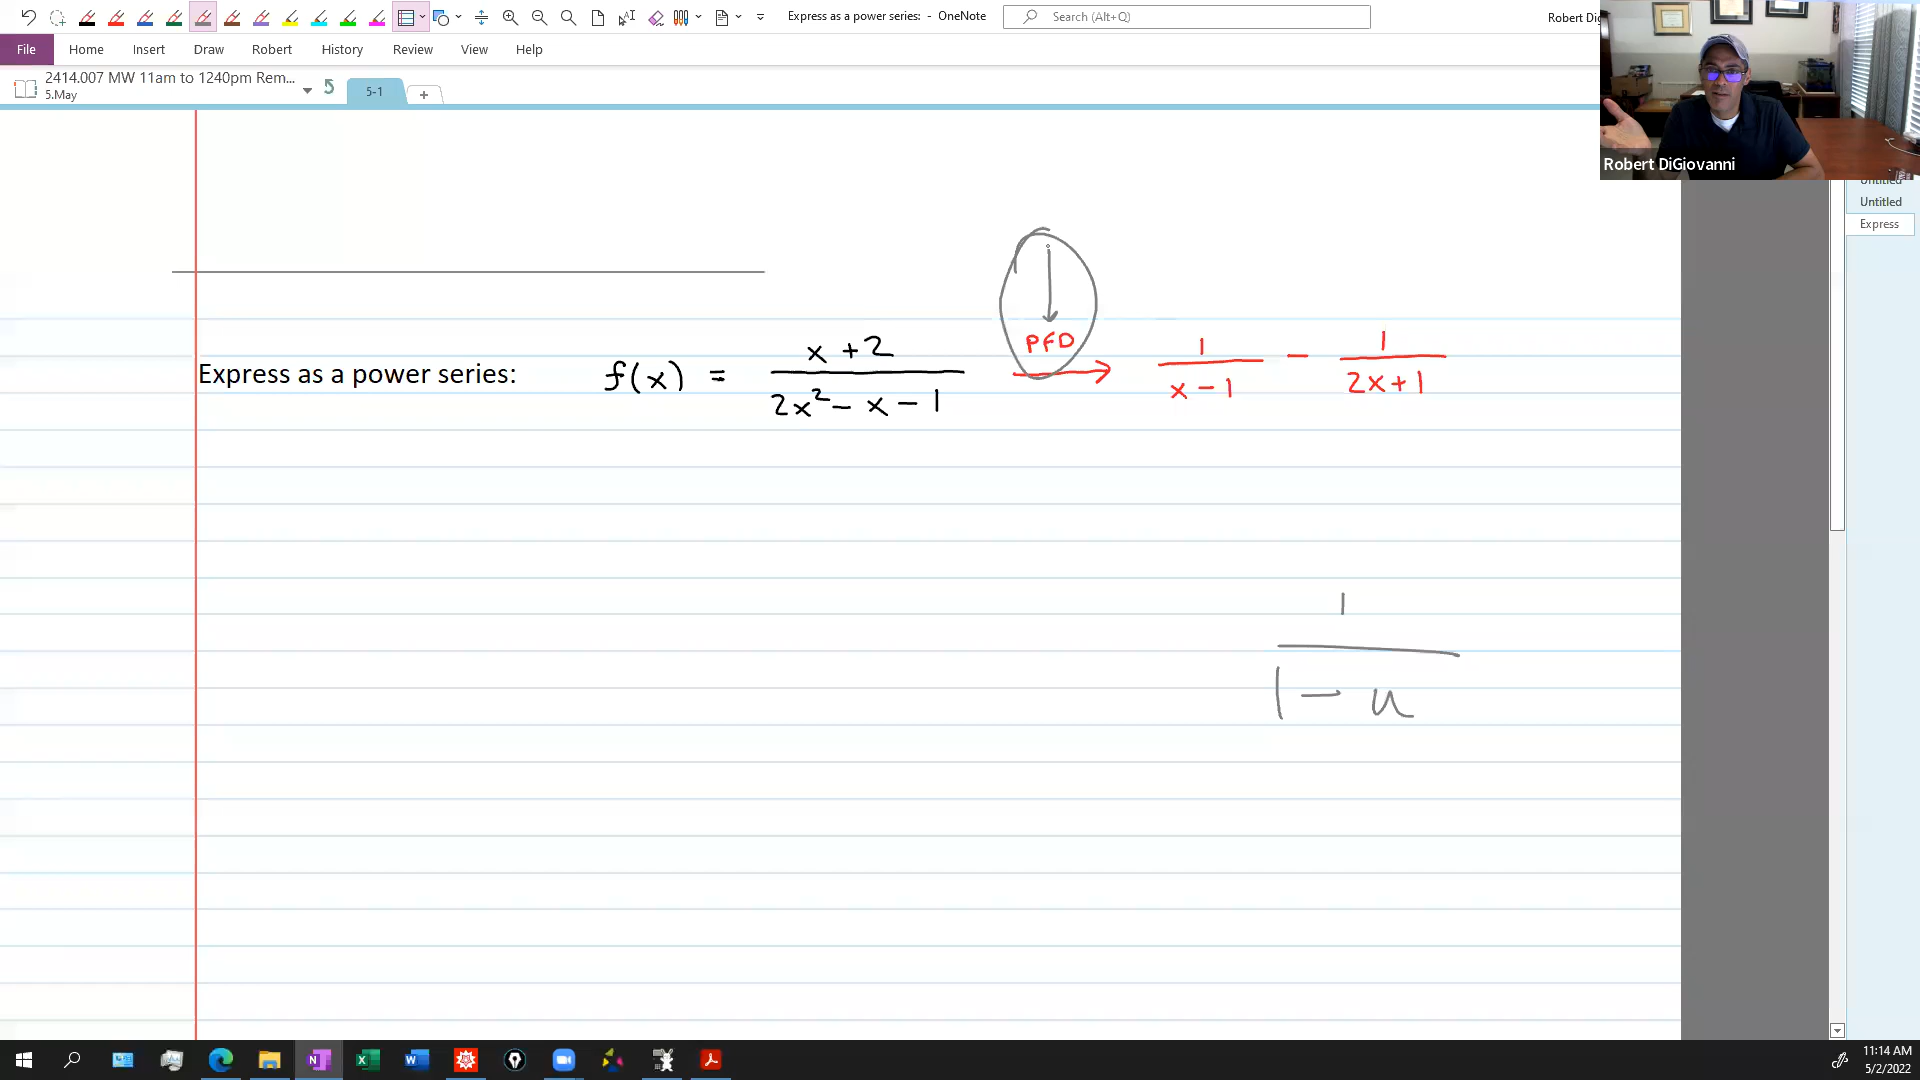 Express as a power series: - OneNote
Search (Alt+Q)
Robert Di
File Home Insert Draw Robert History Review View Help
2414.007 MW 11am to 1240pm Rem...
5.May
5-1
Robert DiGiovanni
Untitled
Untitled
Express
Express as a power series: f(x) = (x + 2)/(2x² - x - 1) PFD → 1/(x - 1) - 1/(2x + 1)
1/(1 - u)
11:14 AM
5/2/2022